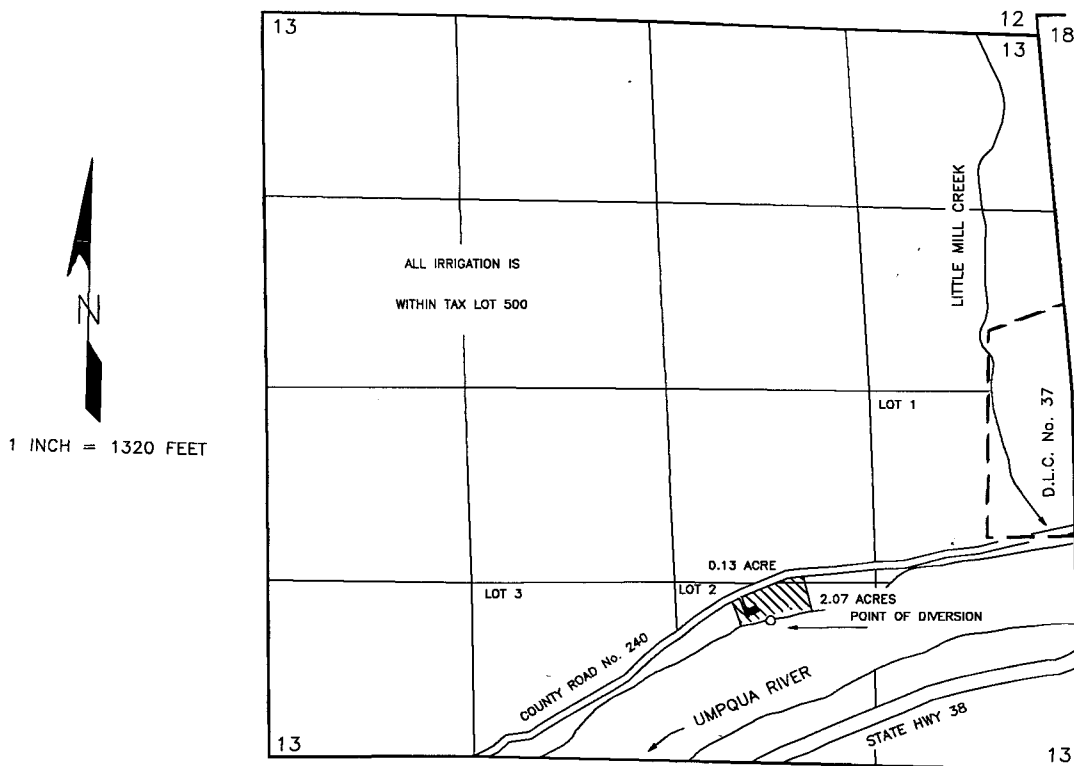 13
12
18
13
LITTLE MILL CREEK
N
ALL IRRIGATION IS
WITHIN TAX LOT 500
1 INCH = 1320 FEET
LOT 1
D.L.C. No. 37
0.13 ACRE
LOT 3
LOT 2
2.07 ACRES
POINT OF DIVERSION
COUNTY ROAD No. 240
UMPQUA RIVER
STATE HWY 38
13
13